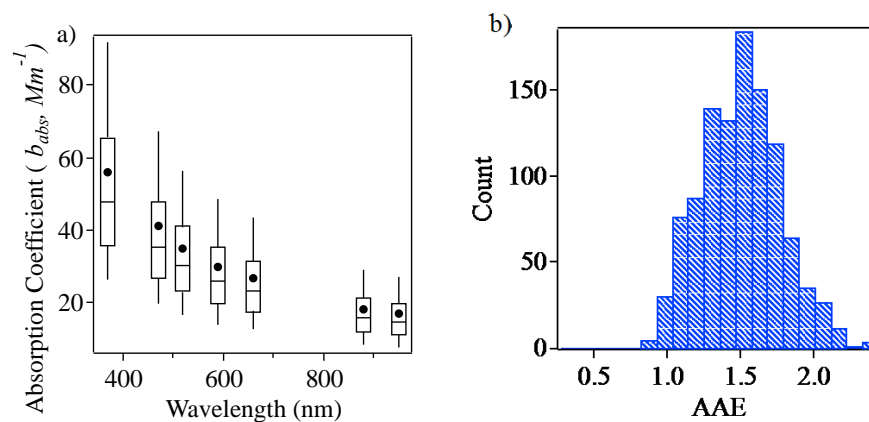 a)
Absorption Coefficient ( b_abs, Mm^-1 )
80
60
40
20
400
600
800
Wavelength (nm)
b)
Count
150
100
50
0
0.5
1.0
1.5
2.0
AAE